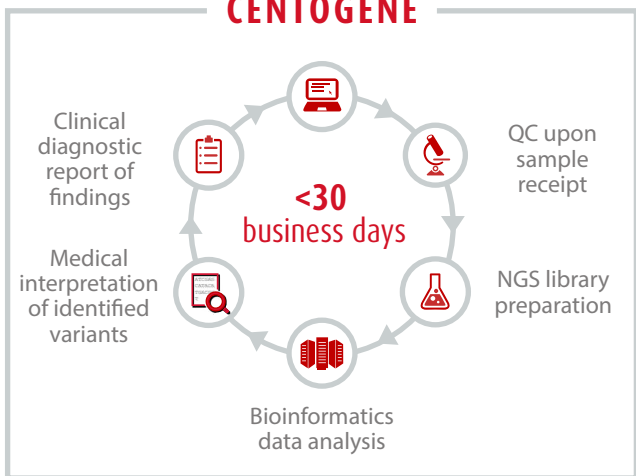 CENTOGENE
Clinical
diagnostic
report of
findings
QC upon
sample
receipt
<30
business days
Medical
interpretation
of identified
variants
NGS library
preparation
Bioinformatics
data analysis